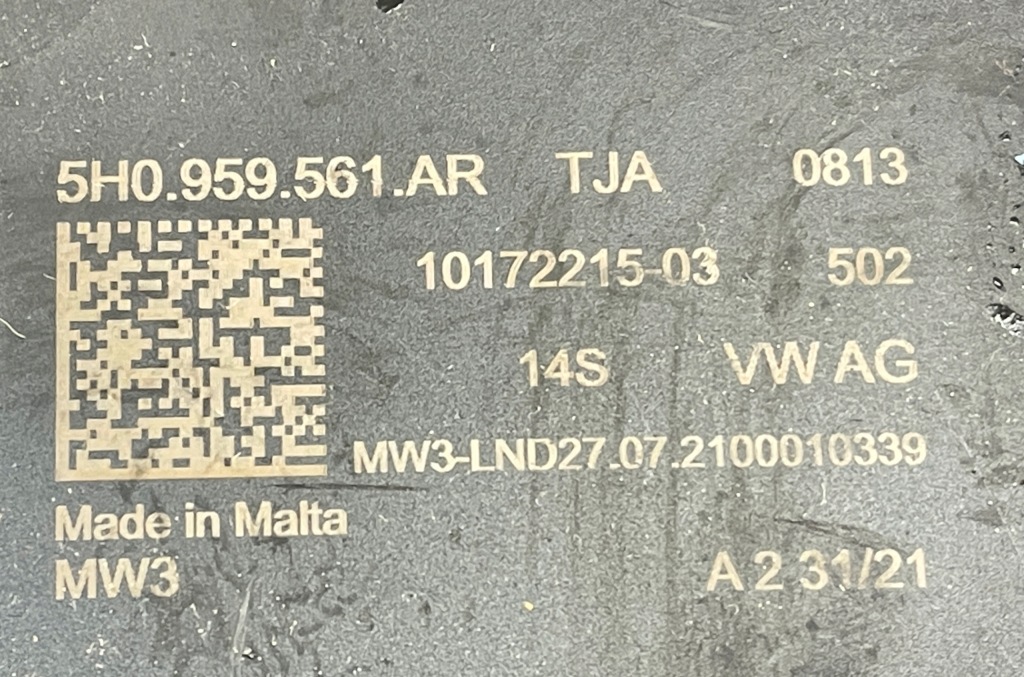 5H0.959.561.AR TJA 0813
10172215-03 502
14S VW AG
MW3-LND27.07.2100010339
Made in Malta
MW3 A 2 31/21